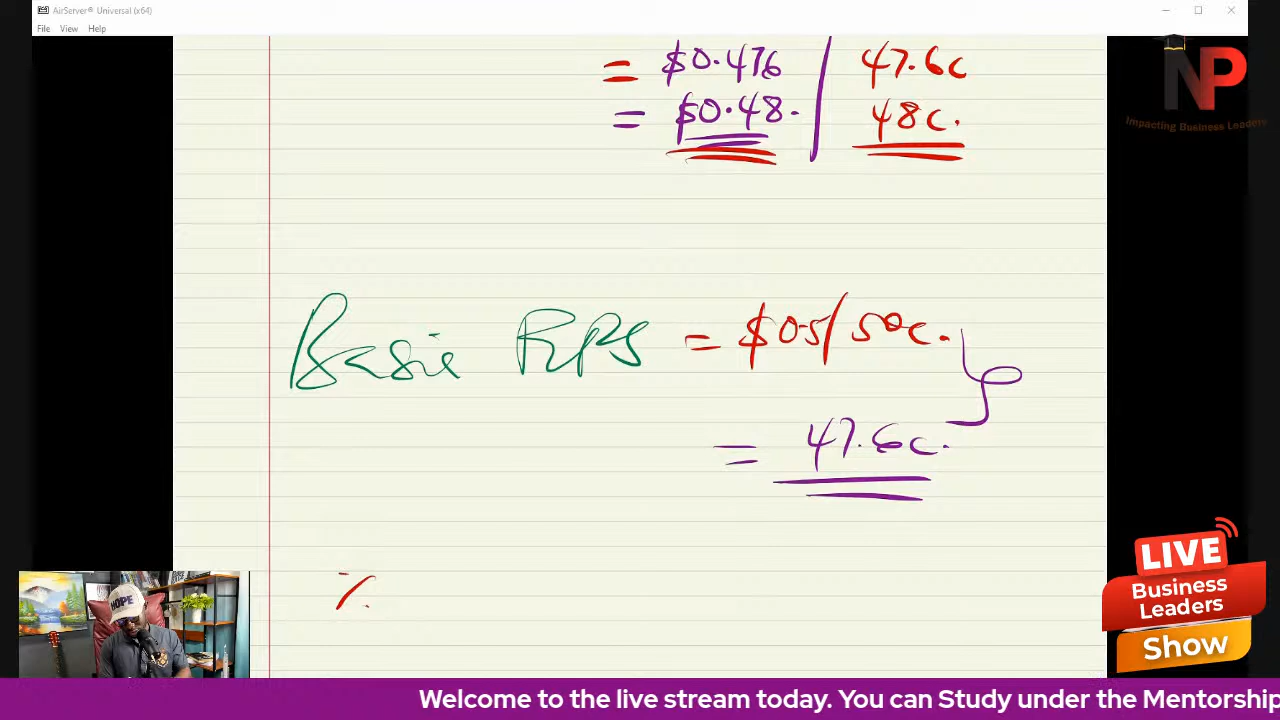 AirServer® Universal (x64)
File View Help
= $0.476 | 47.6c
= $0.48. | 48c.
NP
Impacting Business Leaders
Basic EPS = $0.5/50c.
= 47.6c.
%
HOPE
LIVE
Business
Leaders
Show
Welcome to the live stream today. You can Study under the Mentorship